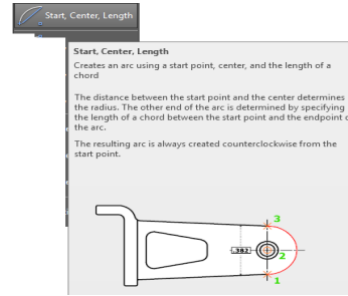 Start, Center, Length
Start, Center, Length
Creates an arc using a start point, center, and the length of a
chord
The distance between the start point and the center determines
the radius. The other end of the arc is determined by specifying
the length of a chord between the start point and the endpoint
the arc.
The resulting arc is always created counterclockwise from the
start point.
3
.382
2
1